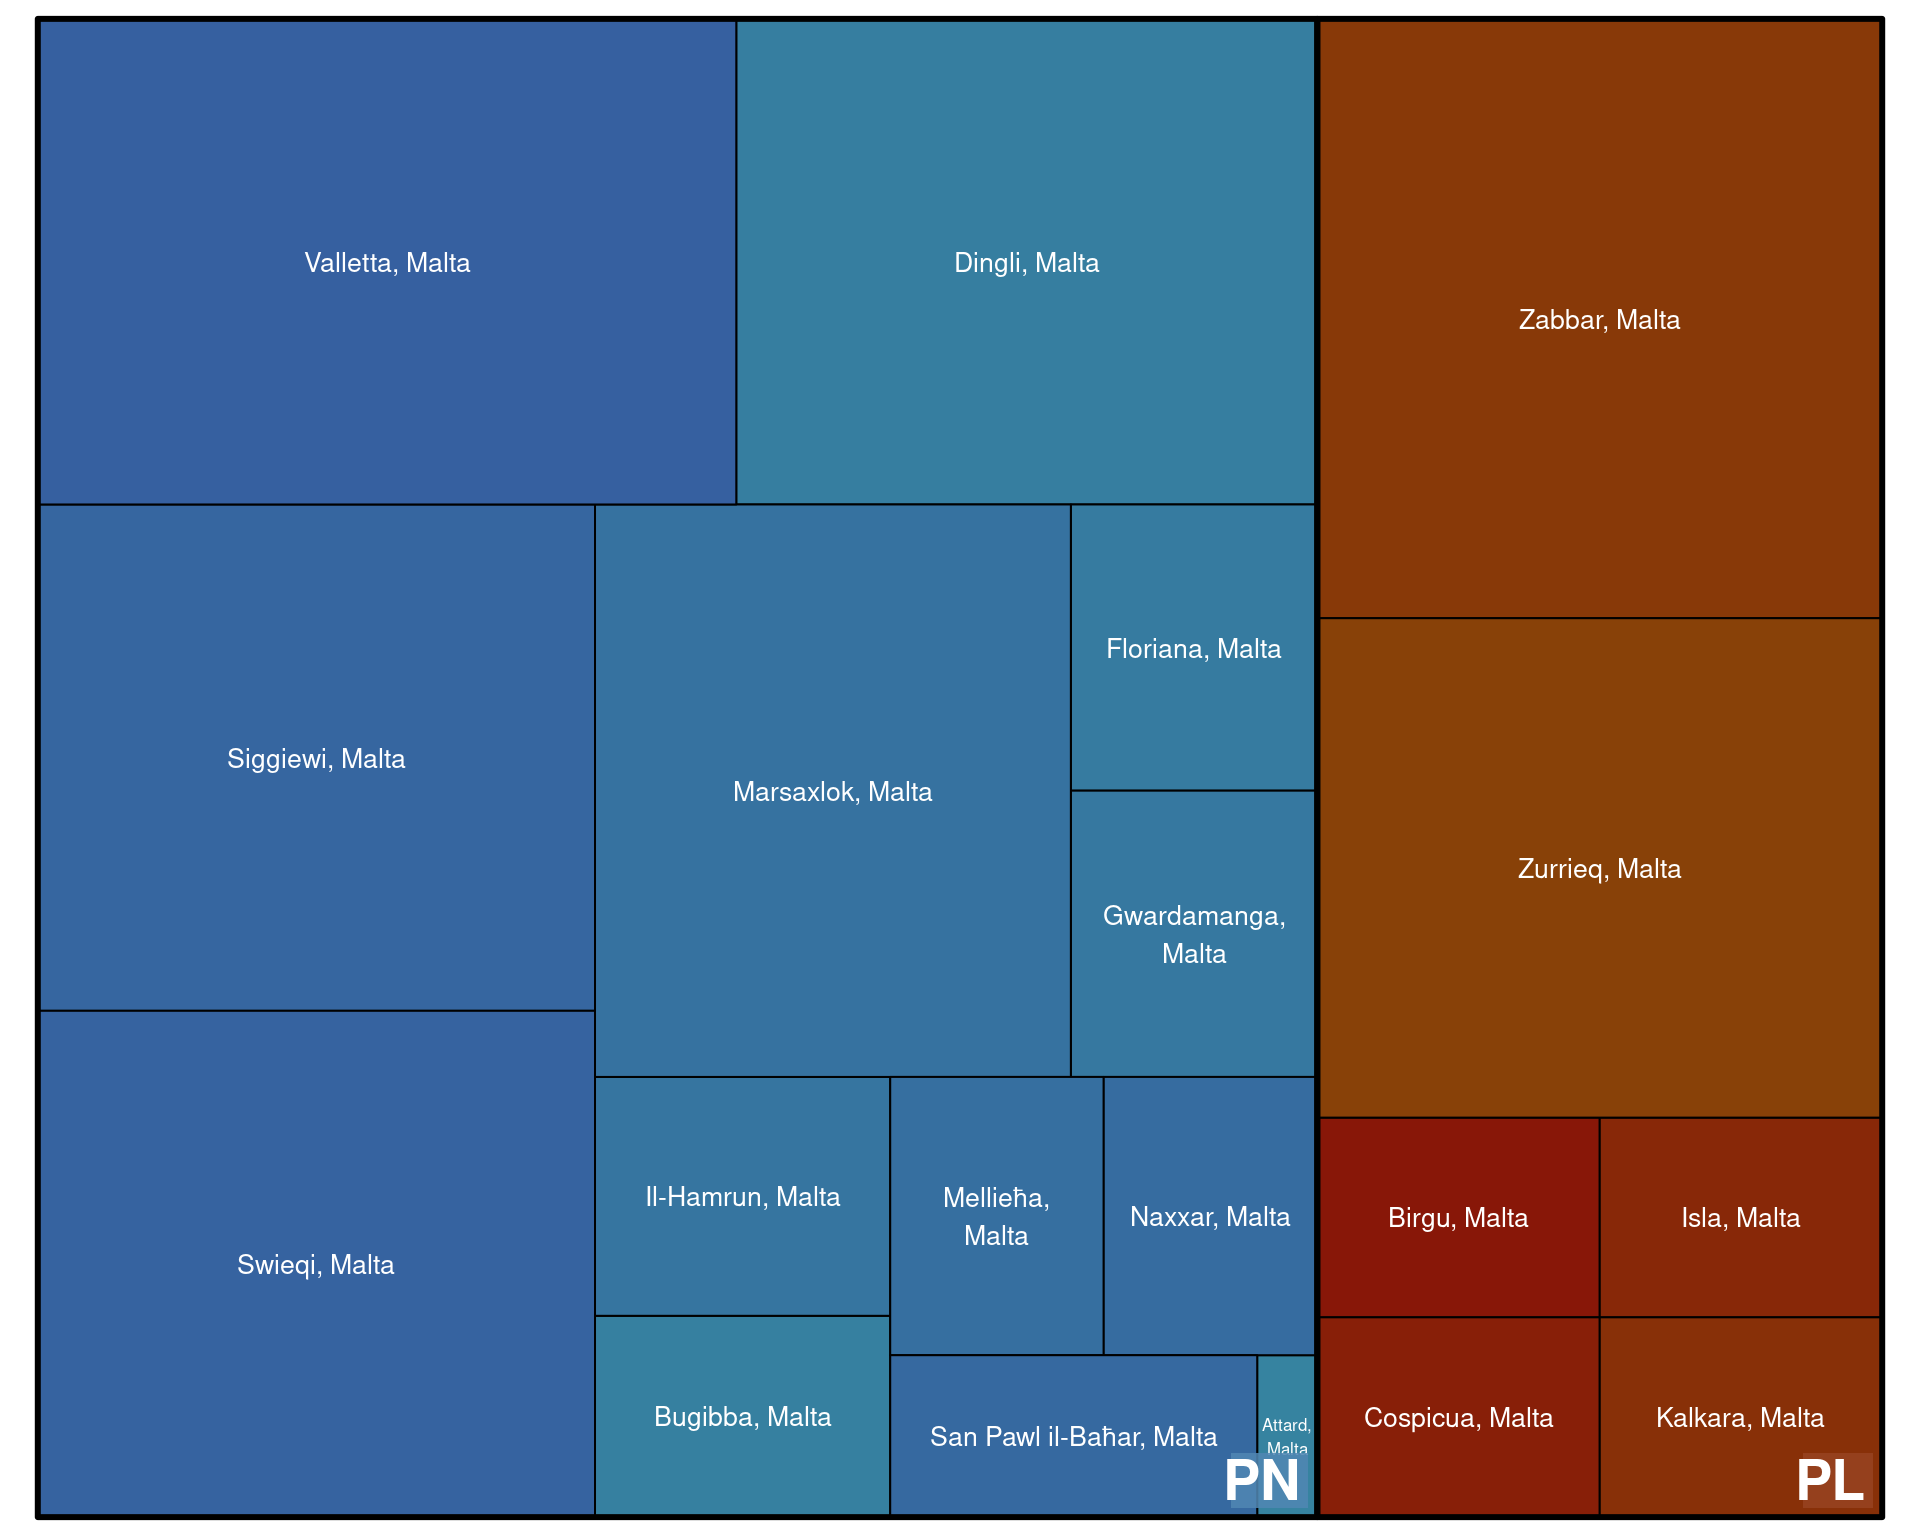 Valletta, Malta
Dingli, Malta
Zabbar, Malta
Siggiewi, Malta
Marsaxlok, Malta
Floriana, Malta
Gwardamanga,
Malta
Zurrieq, Malta
Swieqi, Malta
Il-Hamrun, Malta
Mellieħa,
Malta
Naxxar, Malta
Birgu, Malta
Isla, Malta
Bugibba, Malta
San Pawl il-Baħar, Malta
Attard,
Malta
Cospicua, Malta
Kalkara, Malta
PN
PL